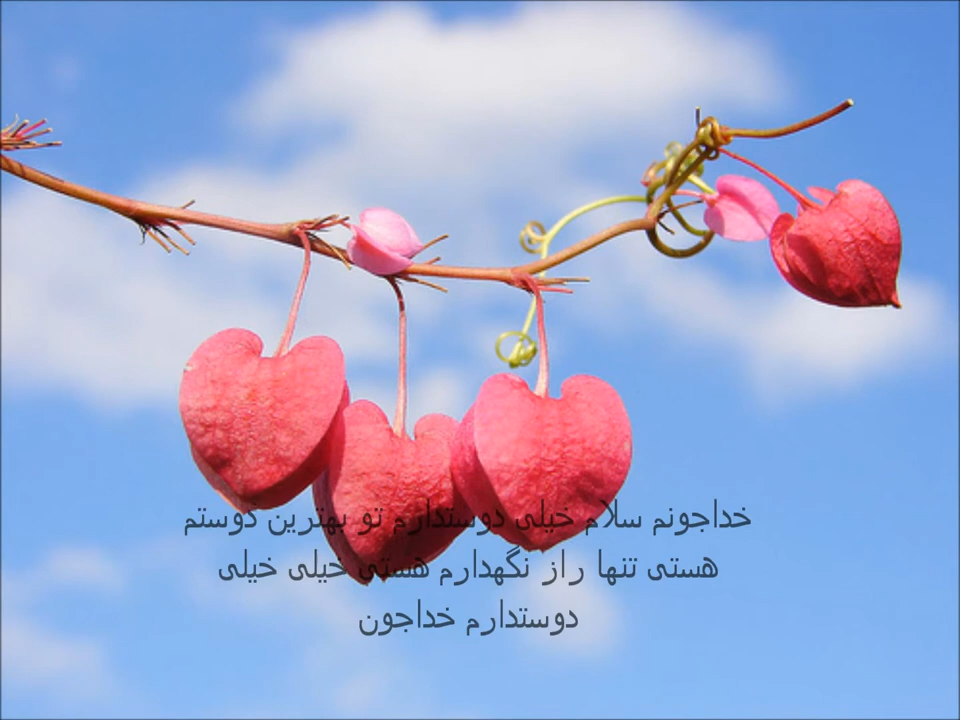 خداجونم سلام خیلی دوستدارم تو بهترین دوستم
هستی تنها راز نگهدارم هستی خیلی خیلی
دوستدارم خداجون